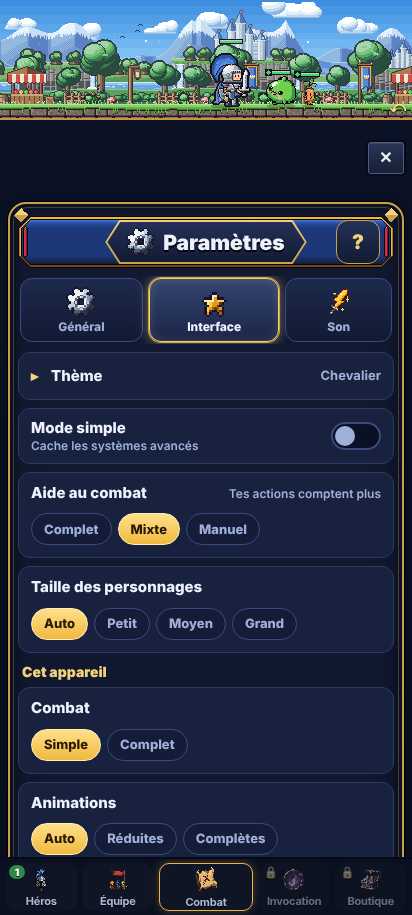 ×
Paramètres
?
Général
Interface
Son
▸ Thème
Chevalier
Mode simple
Cache les systèmes avancés
Aide au combat
Tes actions comptent plus
Complet
Mixte
Manuel
Taille des personnages
Auto
Petit
Moyen
Grand
Cet appareil
Combat
Simple
Complet
Animations
Auto
Réduites
Complètes
1
Héros
Équipe
Combat
Invocation
Boutique